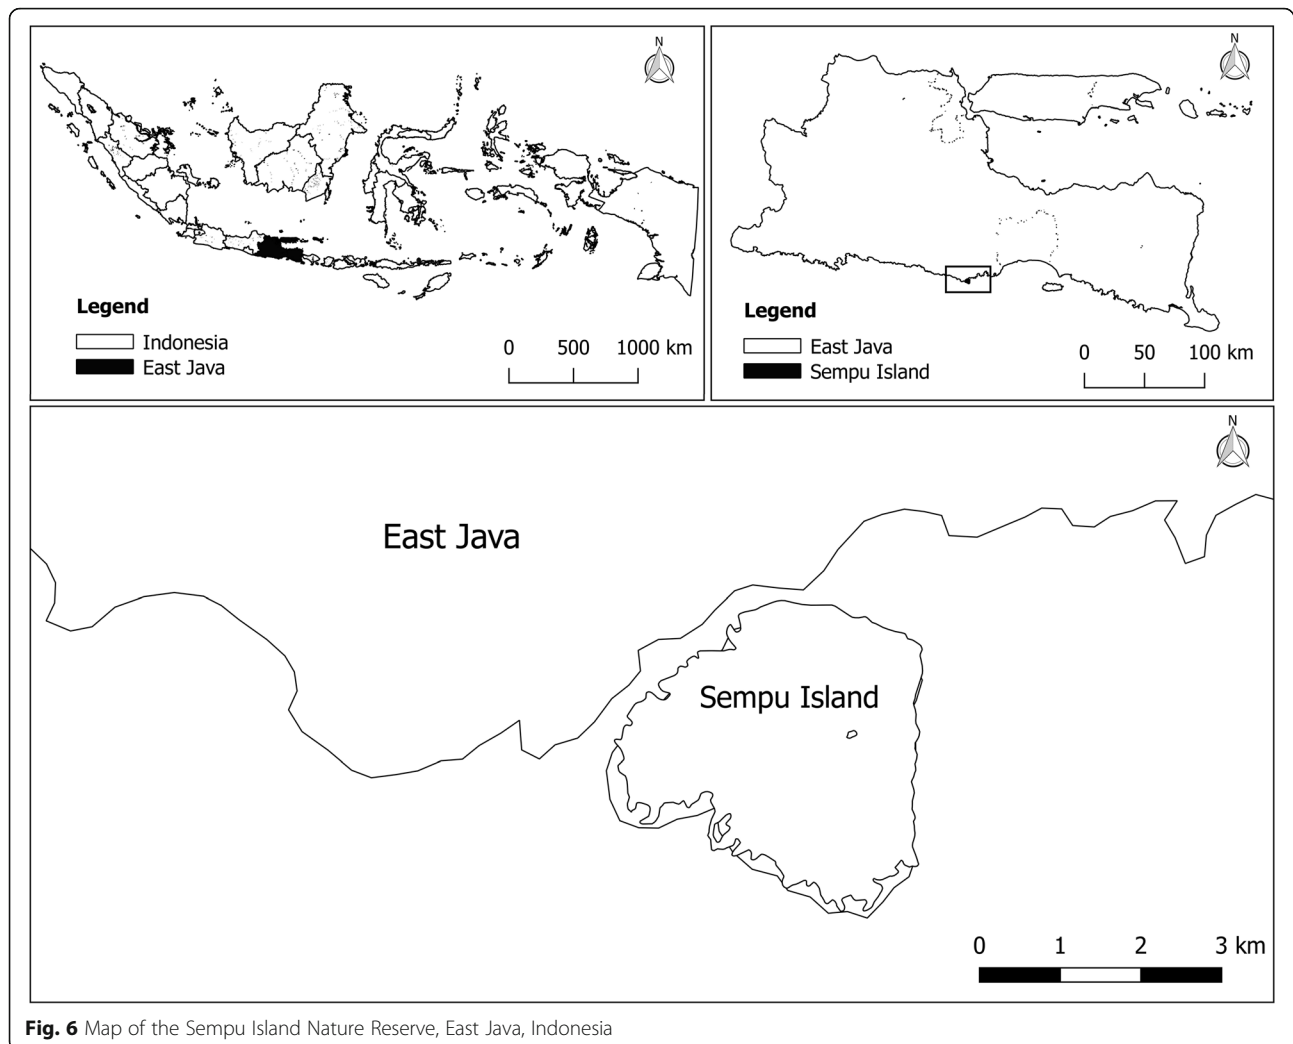 N
Legend
Indonesia
East Java
0 500 1000 km
N
Legend
East Java
Sempu Island
0 50 100 km
N
East Java
Sempu Island
0 1 2 3 km
Fig. 6 Map of the Sempu Island Nature Reserve, East Java, Indonesia